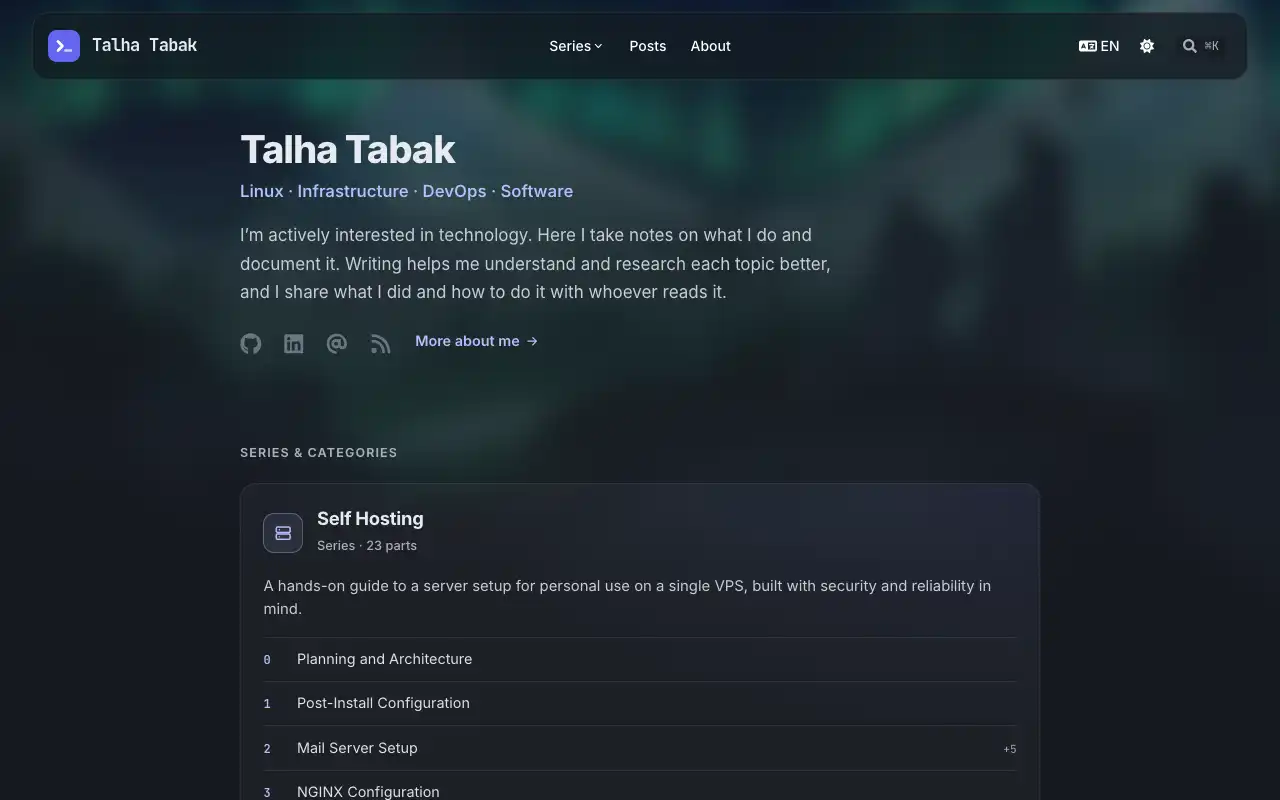 Talha Tabak
Series
Posts
About
EN
⌘K
Talha Tabak
Linux · Infrastructure · DevOps · Software
I’m actively interested in technology. Here I take notes on what I do and
document it. Writing helps me understand and research each topic better,
and I share what I did and how to do it with whoever reads it.
More about me →
SERIES & CATEGORIES
Self Hosting
Series · 23 parts
A hands-on guide to a server setup for personal use on a single VPS, built with security and reliability in
mind.
0 Planning and Architecture
1 Post-Install Configuration
2 Mail Server Setup +5
3 NGINX Configuration